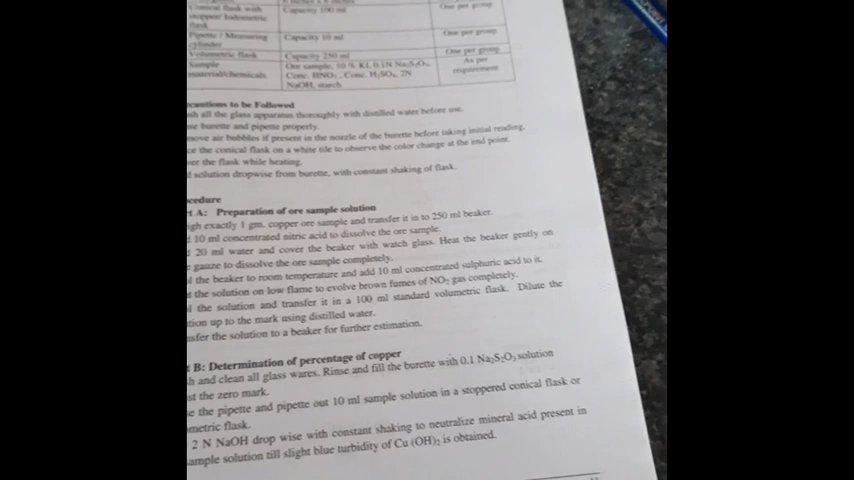 Conical flask with Capacity 100 ml One per group
stopper/ Iodometric
flask
Pipette / Measuring Capacity 10 ml One per group
cylinder
Volumetric flask Capacity 250 ml One per group
Sample Ore sample, 10 % KI, 0.1N Na₂S₂O₃, As per
material/chemicals Conc. HNO₃ , Conc. H₂SO₄, 2N requirement
NaOH, starch
ecautions to be Followed
sh all the glass apparatus thoroughly with distilled water before use.
se burette and pipette properly.
move air bubbles if present in the nozzle of the burette before taking initial reading.
ce the conical flask on a white tile to observe the color change at the end point.
ver the flask while heating.
d solution dropwise from burette, with constant shaking of flask.
cedure
t A: Preparation of ore sample solution
igh exactly 1 gm. copper ore sample and transfer it in to 250 ml beaker.
d 10 ml concentrated nitric acid to dissolve the ore sample.
d 20 ml water and cover the beaker with watch glass. Heat the beaker gently on
e gauze to dissolve the ore sample completely.
l the beaker to room temperature and add 10 ml concentrated sulphuric acid to it.
t the solution on low flame to evolve brown fumes of NO₂ gas completely.
l the solution and transfer it in a 100 ml standard volumetric flask. Dilute the
tion up to the mark using distilled water.
nsfer the solution to a beaker for further estimation.
t B: Determination of percentage of copper
h and clean all glass wares. Rinse and fill the burette with 0.1 Na₂S₂O₃ solution
st the zero mark.
e the pipette and pipette out 10 ml sample solution in a stoppered conical flask or
metric flask.
2 N NaOH drop wise with constant shaking to neutralize mineral acid present in
ample solution till slight blue turbidity of Cu (OH)₂ is obtained.